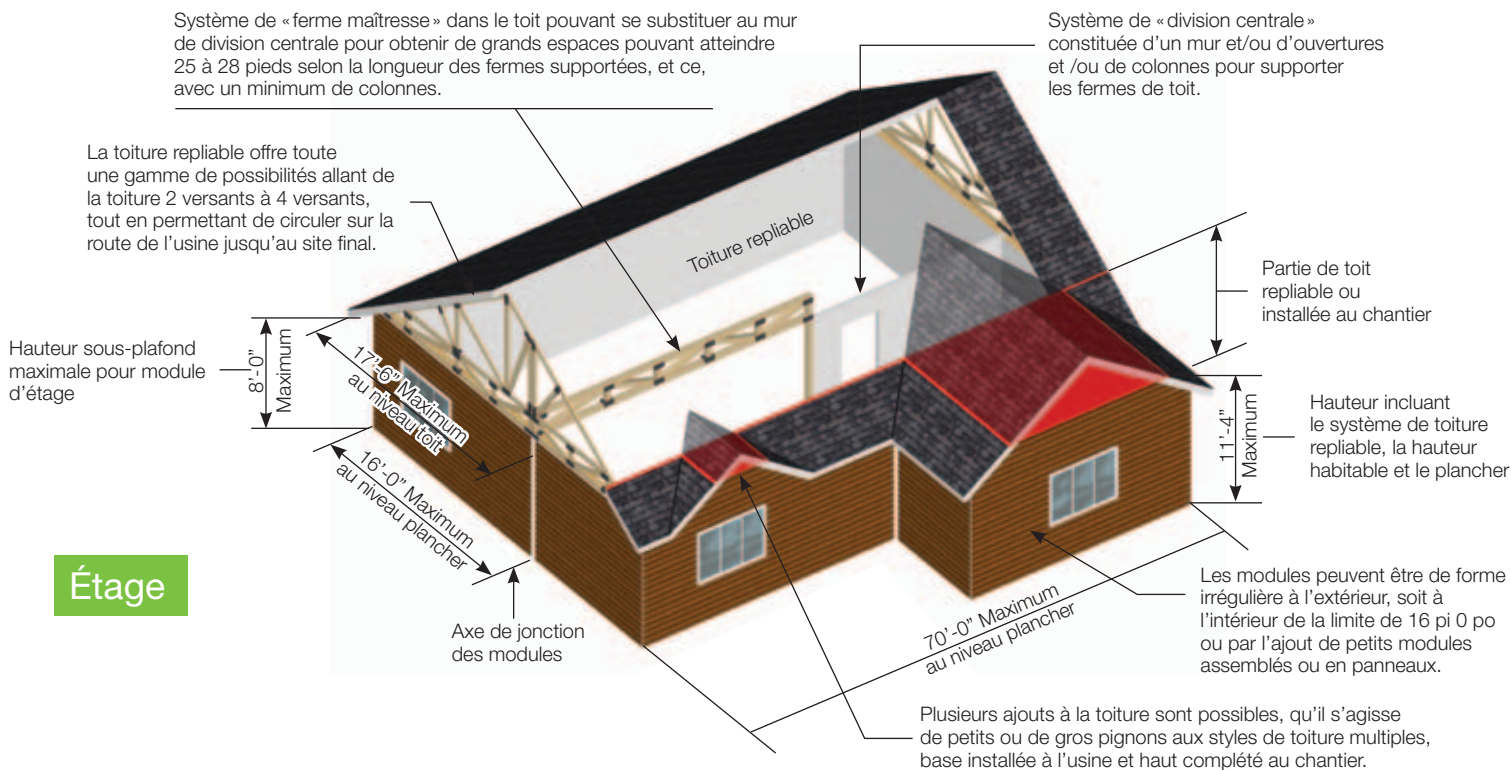 Système de «ferme maîtresse» dans le toit pouvant se substituer au mur
de division centrale pour obtenir de grands espaces pouvant atteindre
25 à 28 pieds selon la longueur des fermes supportées, et ce,
avec un minimum de colonnes.
Système de «division centrale»
constituée d'un mur et/ou d'ouvertures
et /ou de colonnes pour supporter
les fermes de toit.
La toiture repliable offre toute
une gamme de possibilités allant de
la toiture 2 versants à 4 versants,
tout en permettant de circuler sur la
route de l'usine jusqu'au site final.
Toiture repliable
Partie de toit
repliable ou
installée au chantier
Hauteur sous-plafond
maximale pour module
d'étage
8'-0"
Maximum
17'-6" Maximum
au niveau toit
16'-0" Maximum
au niveau plancher
11'-4"
Maximum
Hauteur incluant
le système de toiture
repliable, la hauteur
habitable et le plancher
Étage
Axe de jonction
des modules
70'-0" Maximum
au niveau plancher
Les modules peuvent être de forme
irrégulière à l'extérieur, soit à
l'intérieur de la limite de 16 pi 0 po
ou par l'ajout de petits modules
assemblés ou en panneaux.
Plusieurs ajouts à la toiture sont possibles, qu'il s'agisse
de petits ou de gros pignons aux styles de toiture multiples,
base installée à l'usine et haut complété au chantier.